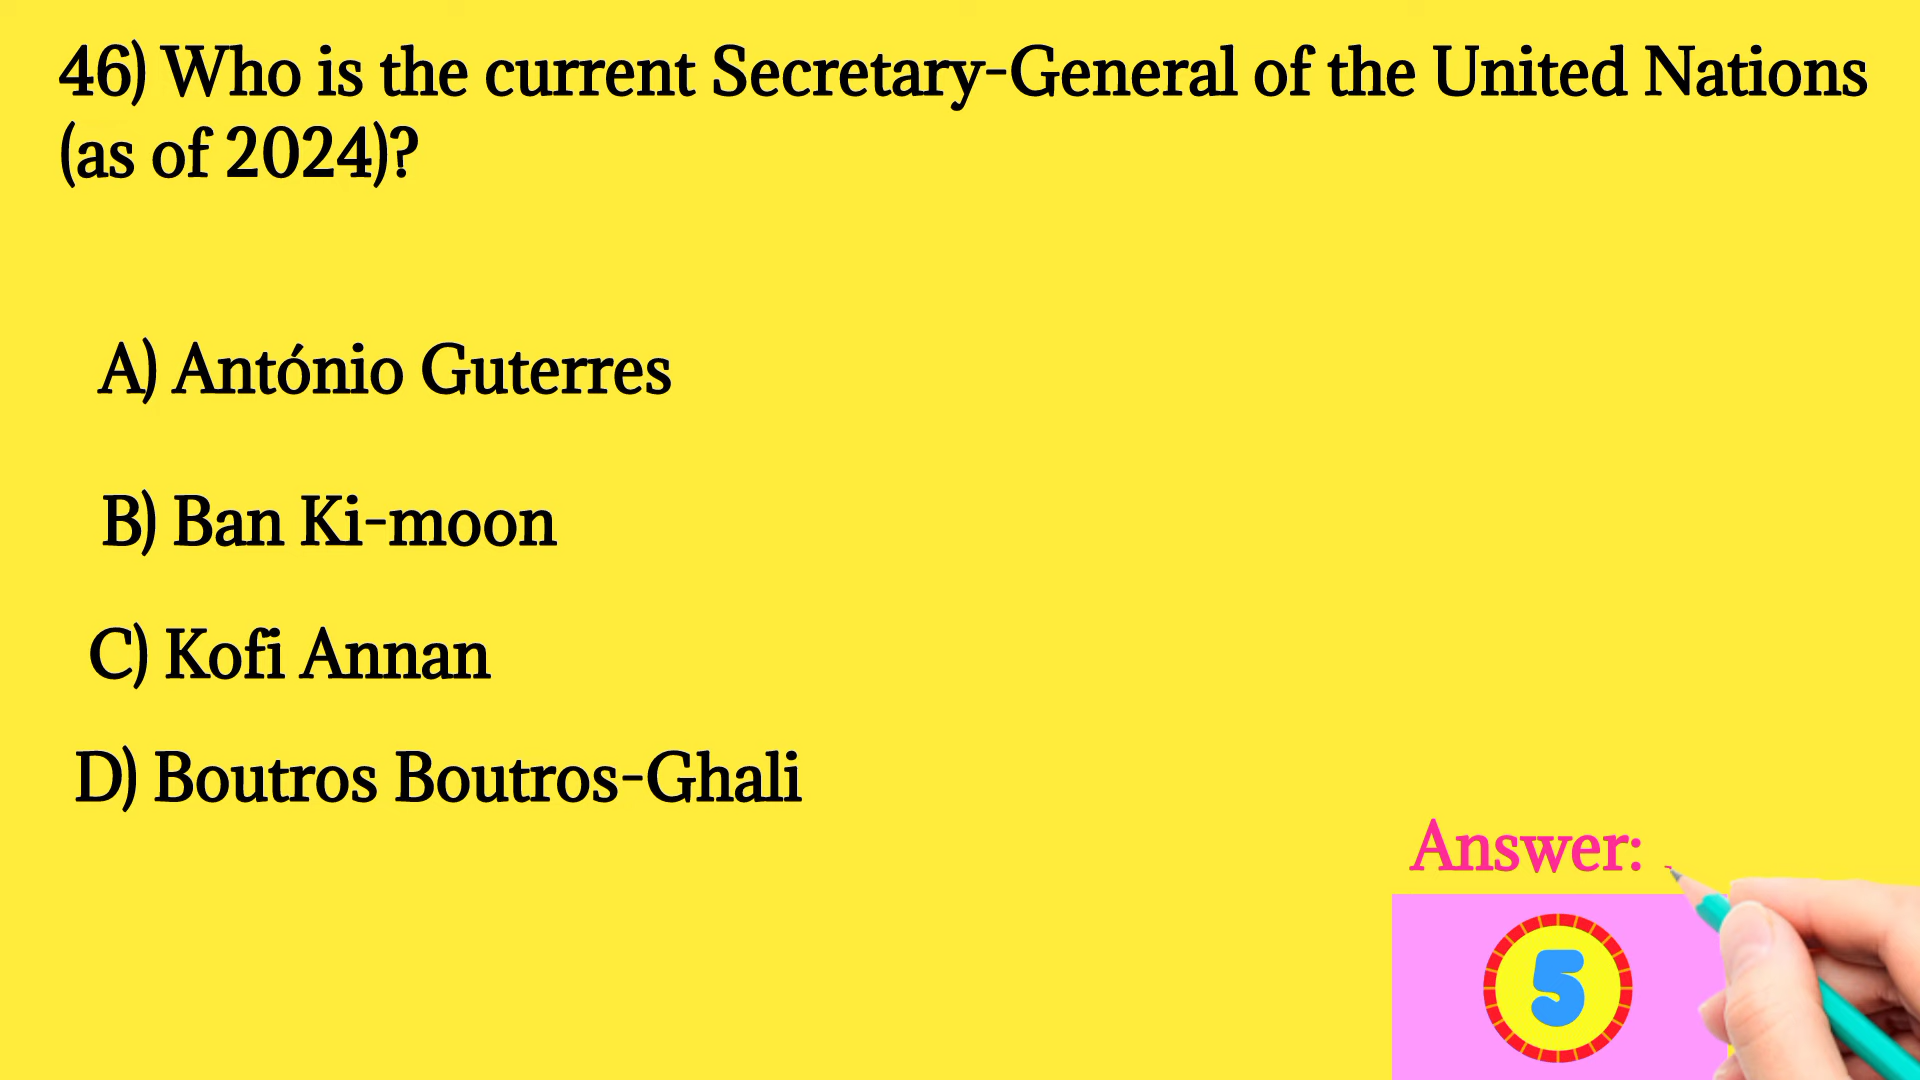 46) Who is the current Secretary-General of the United Nations
(as of 2024)?
A) António Guterres
B) Ban Ki-moon
C) Kofi Annan
D) Boutros Boutros-Ghali
Answer:
5